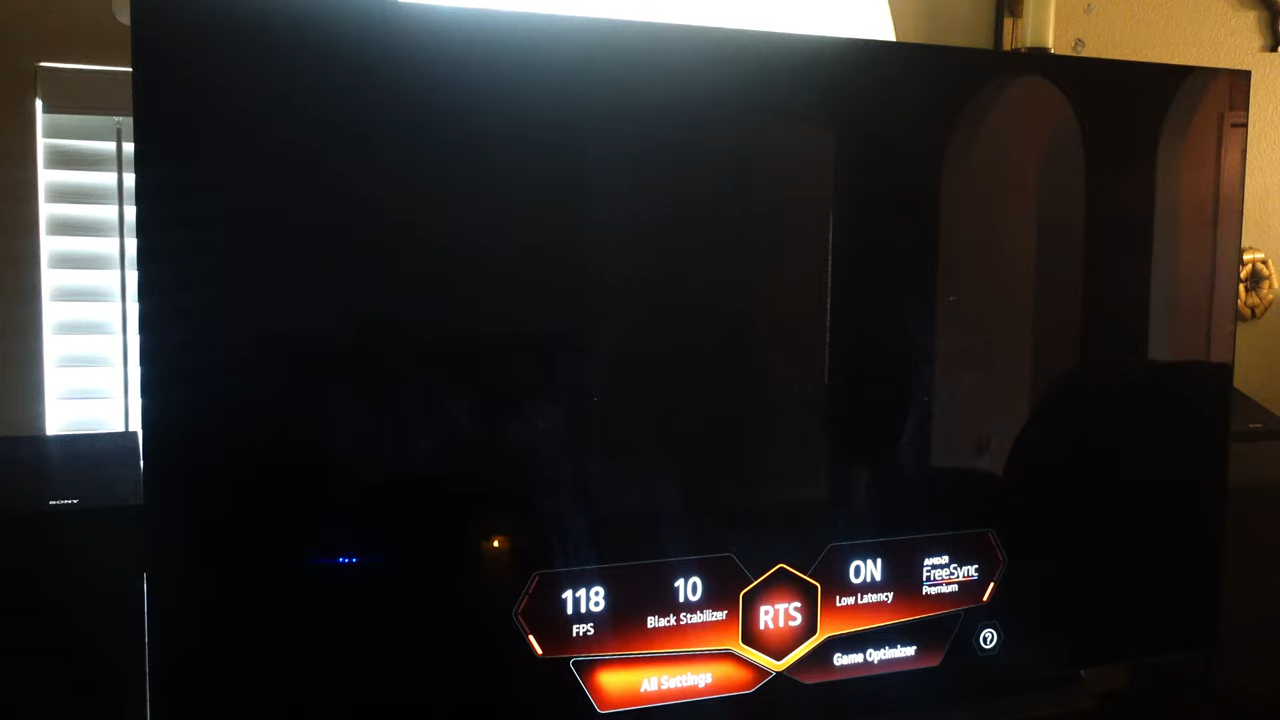 SONY
118
FPS
10
Black Stabilizer
RTS
ON
Low Latency
AMD
FreeSync
Premium
All Settings
Game Optimizer
?